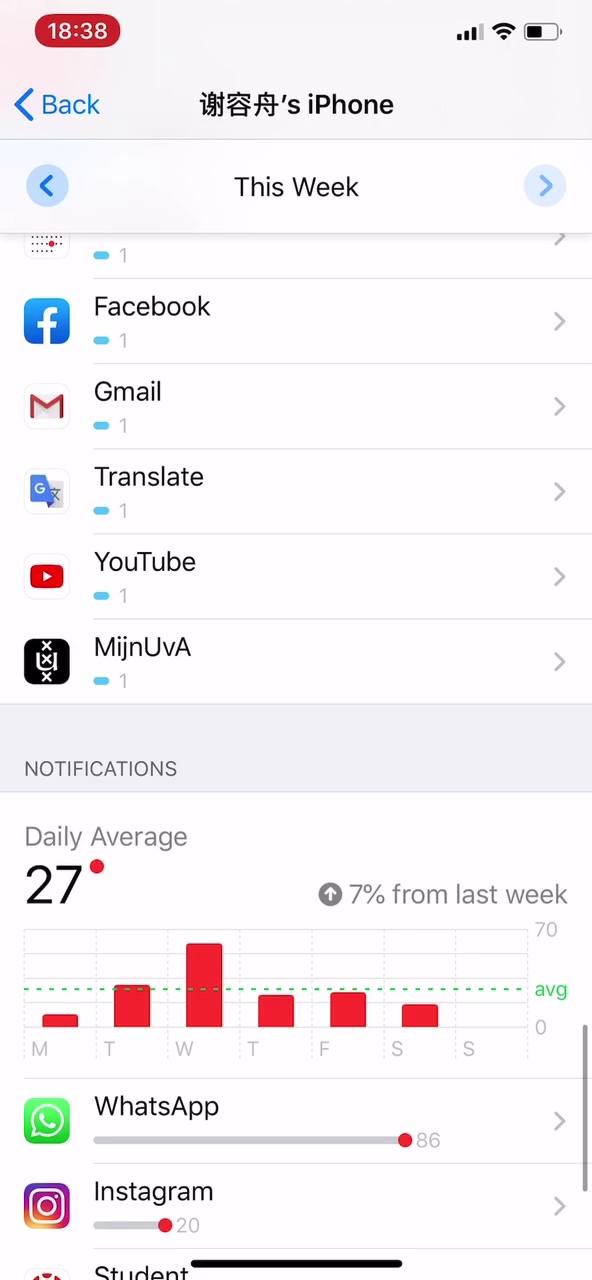 18:38
Back
谢容舟's iPhone
This Week
1
Facebook
1
Gmail
1
Translate
1
YouTube
1
MijnUvA
1
NOTIFICATIONS
Daily Average
27
7% from last week
70
avg
0
M T W T F S S
WhatsApp
86
Instagram
20
Student